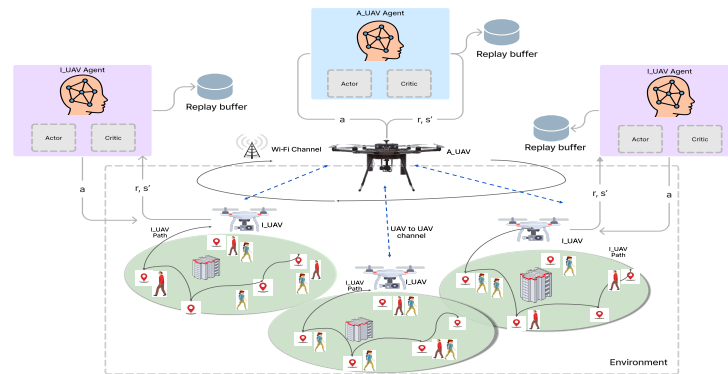 A_UAV Agent
Actor
Critic
Replay buffer
I_UAV Agent
Actor
Critic
Replay buffer
I_UAV Agent
Actor
Critic
Replay buffer
a
r, s'
a
r, s'
r, s'
a
Wi-Fi Channel
A_UAV
UAV to UAV
channel
I_UAV
I_UAV
Path
I_UAV
I_UAV
Path
I_UAV
I_UAV
Path
Environment